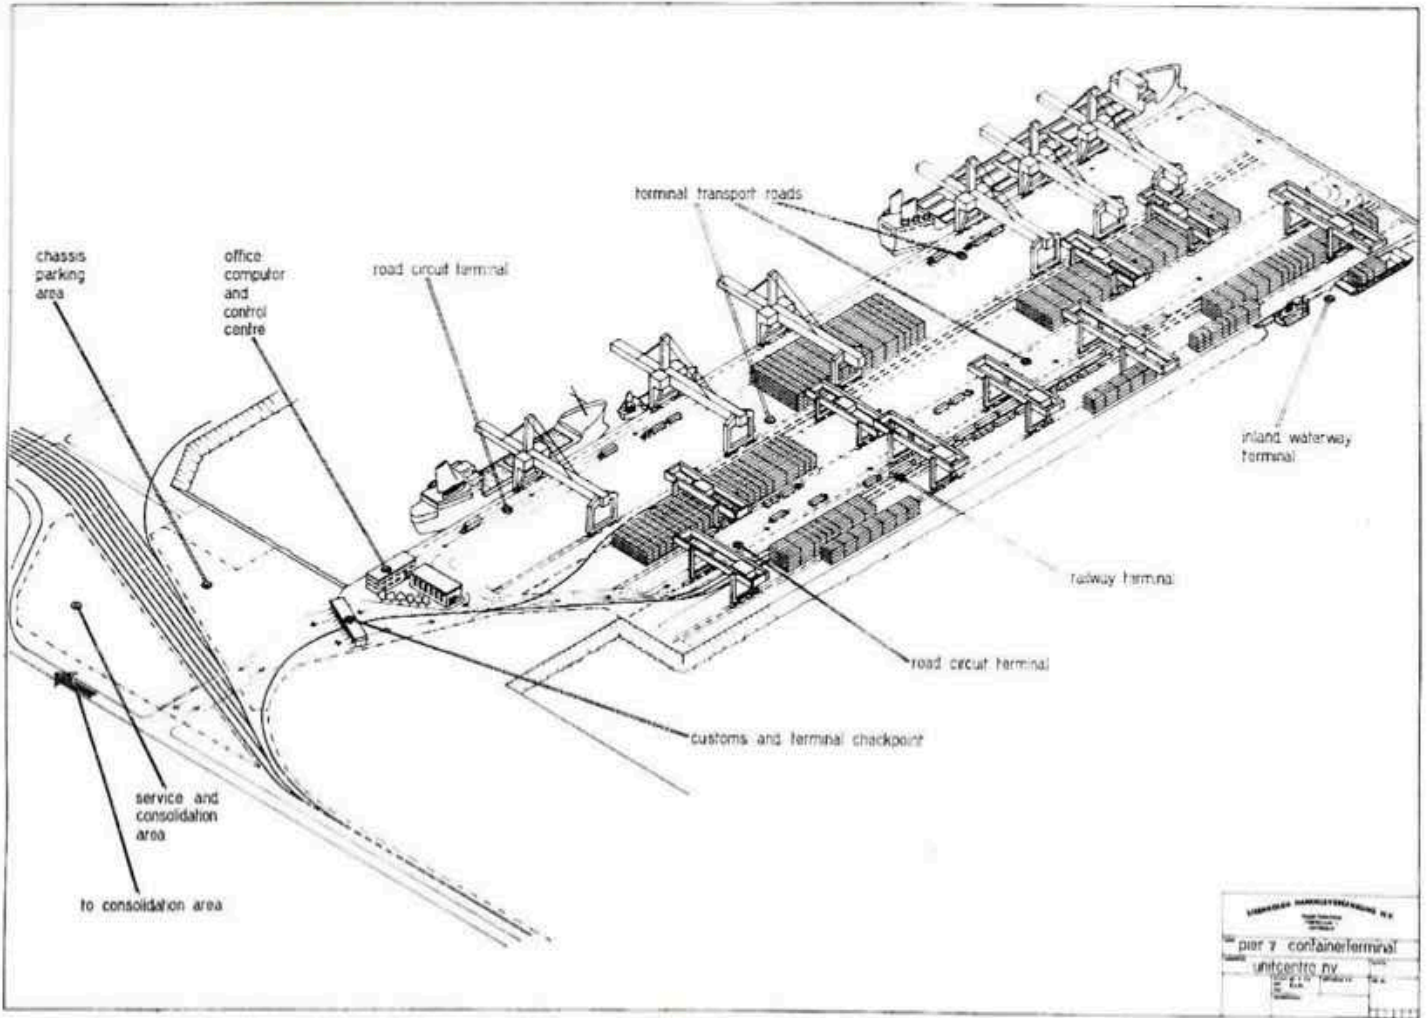 terminal transport roads
chassis
parking
area
office
computor
and
control
centre
road circuit terminal
inland waterway
terminal
railway terminal
road circuit terminal
customs and terminal checkpoint
service and
consolidation
area
to consolidation area
pier 7 containerterminal
unitcentre nv